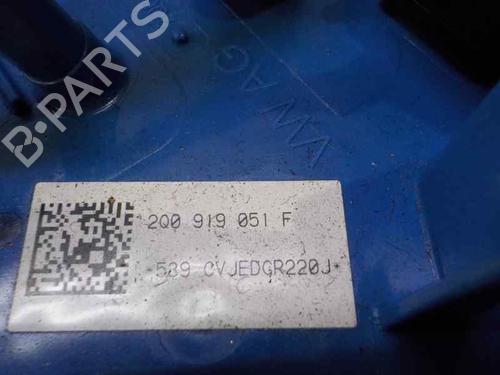 B-PARTS
VW AG
2Q0 919 051 F
-589 CVJEDGR220J-